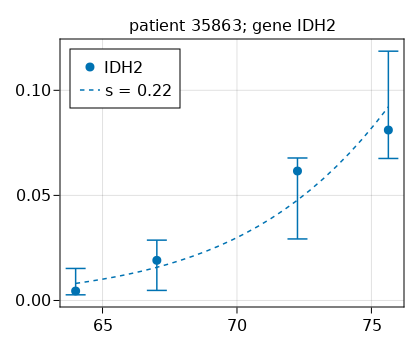 patient 35863; gene IDH2
IDH2
s = 0.22
0.10
0.05
0.00
65 70 75